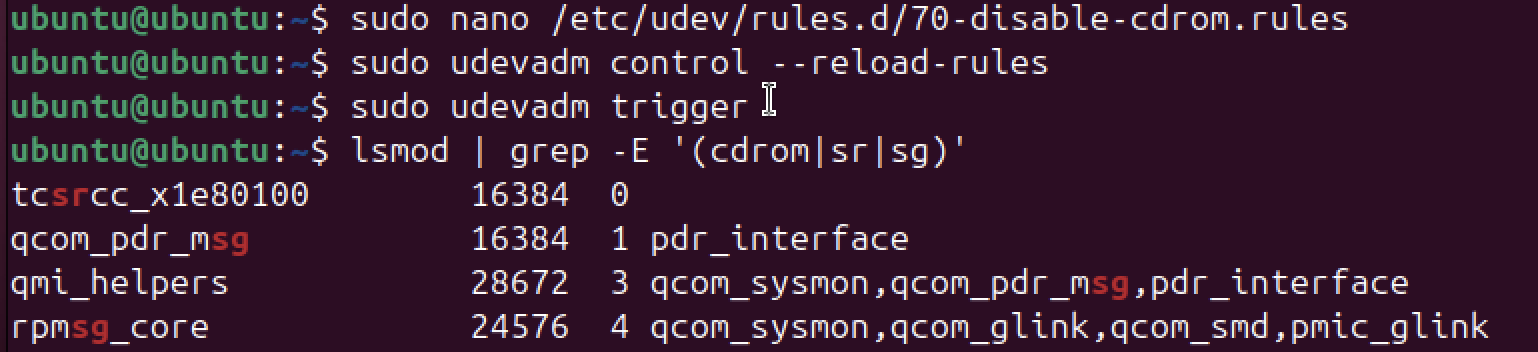 ubuntu@ubuntu:~$ sudo nano /etc/udev/rules.d/70-disable-cdrom.rules
ubuntu@ubuntu:~$ sudo udevadm control --reload-rules
ubuntu@ubuntu:~$ sudo udevadm trigger
ubuntu@ubuntu:~$ lsmod | grep -E '(cdrom|sr|sg)'
tcsrcc_x1e80100        16384  0
qcom_pdr_msg           16384  1 pdr_interface
qmi_helpers            28672  3 qcom_sysmon,qcom_pdr_msg,pdr_interface
rpmsg_core             24576  4 qcom_sysmon,qcom_glink,qcom_smd,pmic_glink